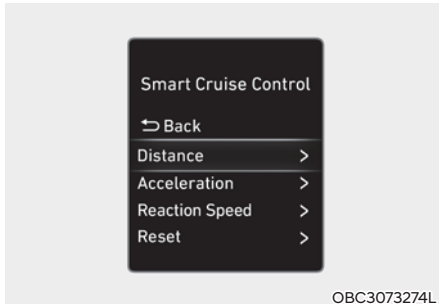 Smart Cruise Control
⮌ Back
Distance >
Acceleration >
Reaction Speed >
Reset >
OBC3073274L